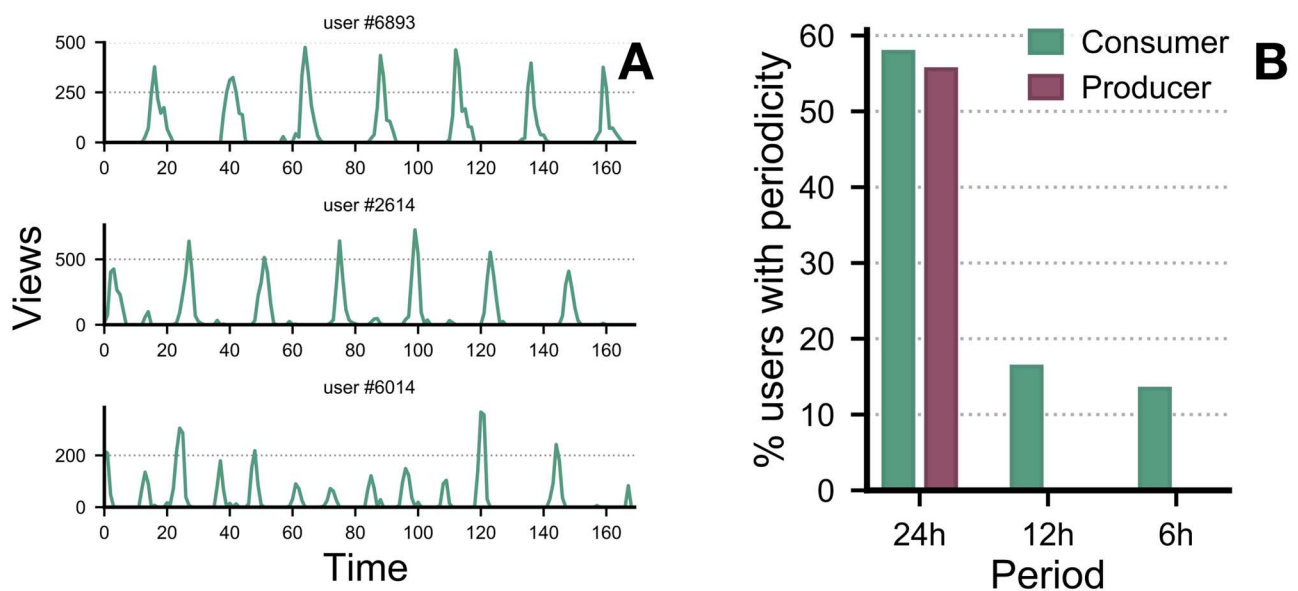 user #6893
A
500
250
0
0 20 40 60 80 100 120 140 160
user #2614
Views
500
0
0 20 40 60 80 100 120 140 160
user #6014
200
0
0 20 40 60 80 100 120 140 160
Time
B
Consumer
Producer
% users with periodicity
60
50
40
30
20
10
0
24h 12h 6h
Period